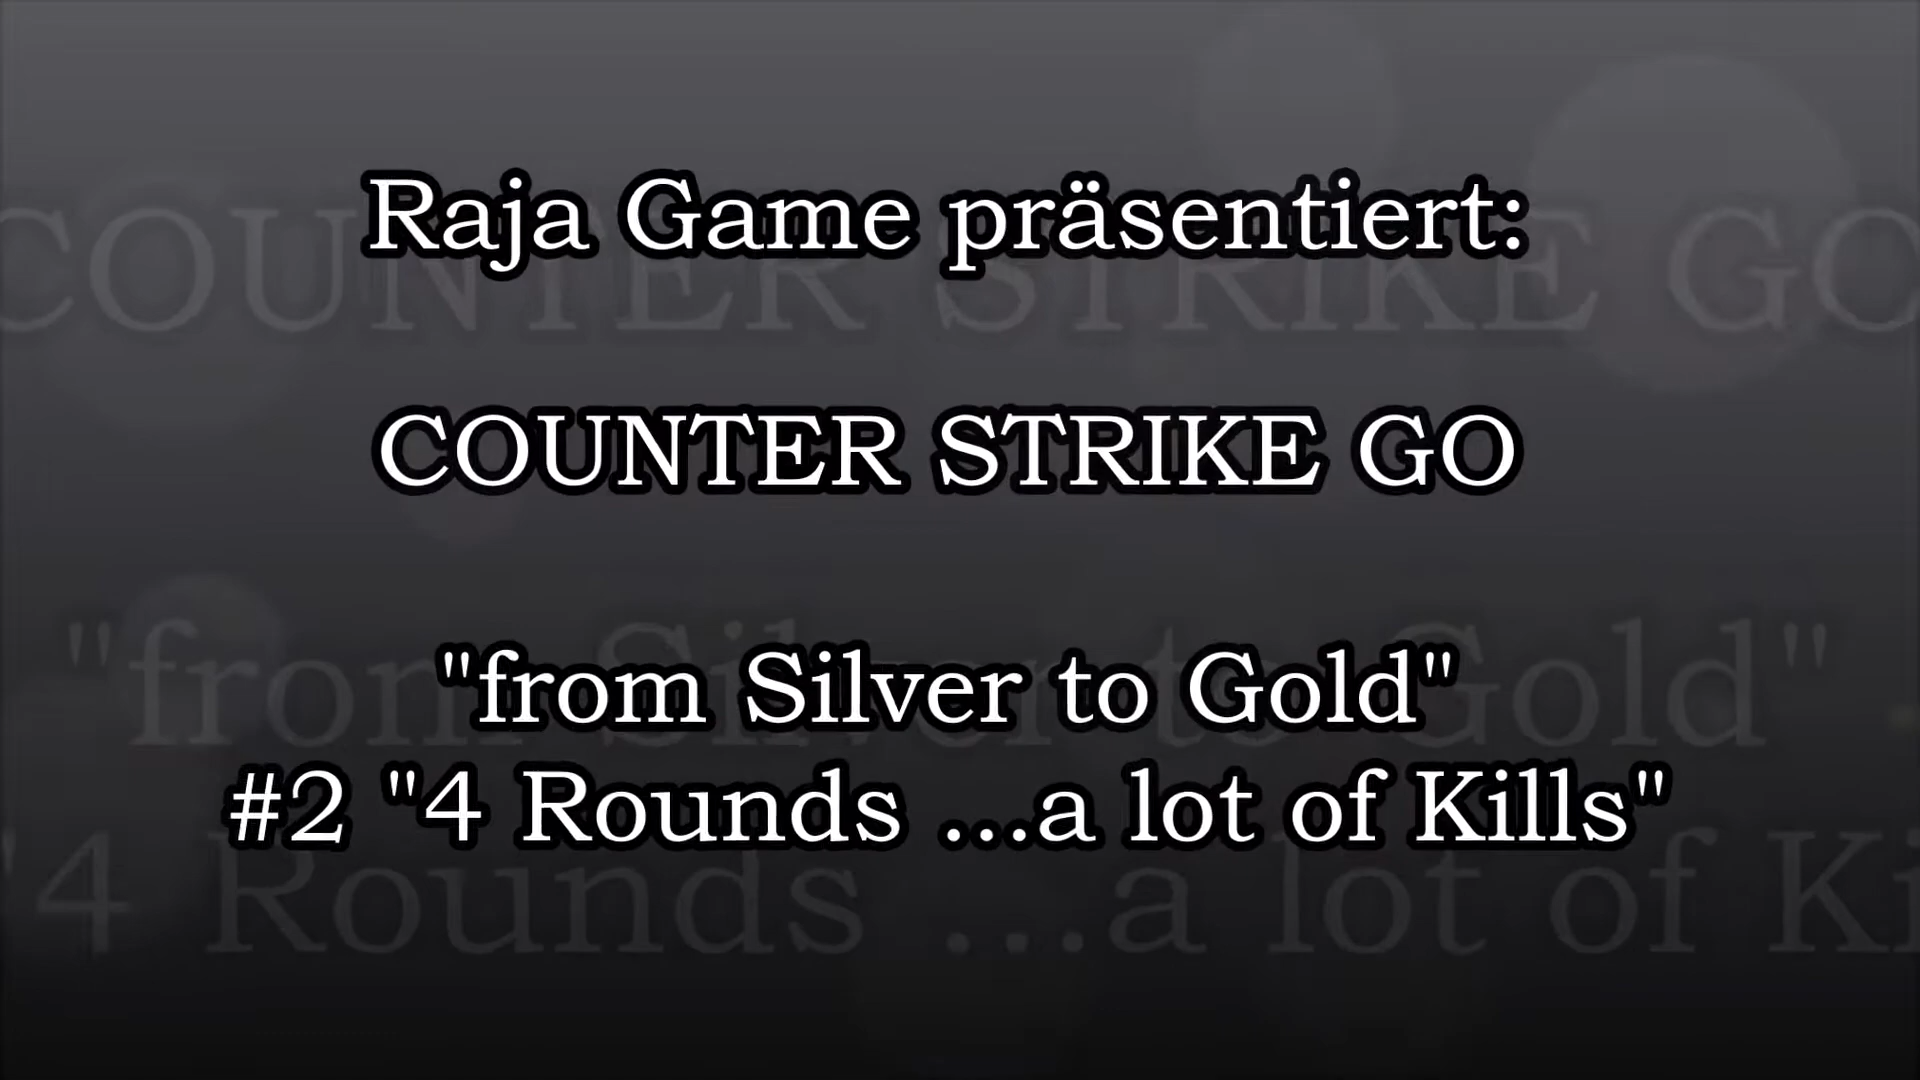 Raja Game präsentiert:
COUNTER STRIKE GO
"from Silver to Gold"
#2 "4 Rounds ...a lot of Kills"